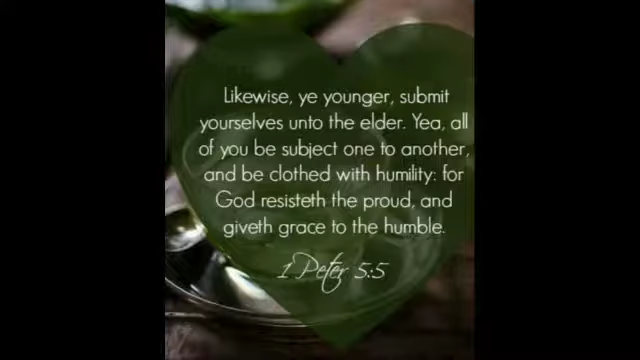 Likewise, ye younger, submit
yourselves unto the elder. Yea, all
of you be subject one to another,
and be clothed with humility: for
God resisteth the proud, and
giveth grace to the humble.
1 Peter 5:5